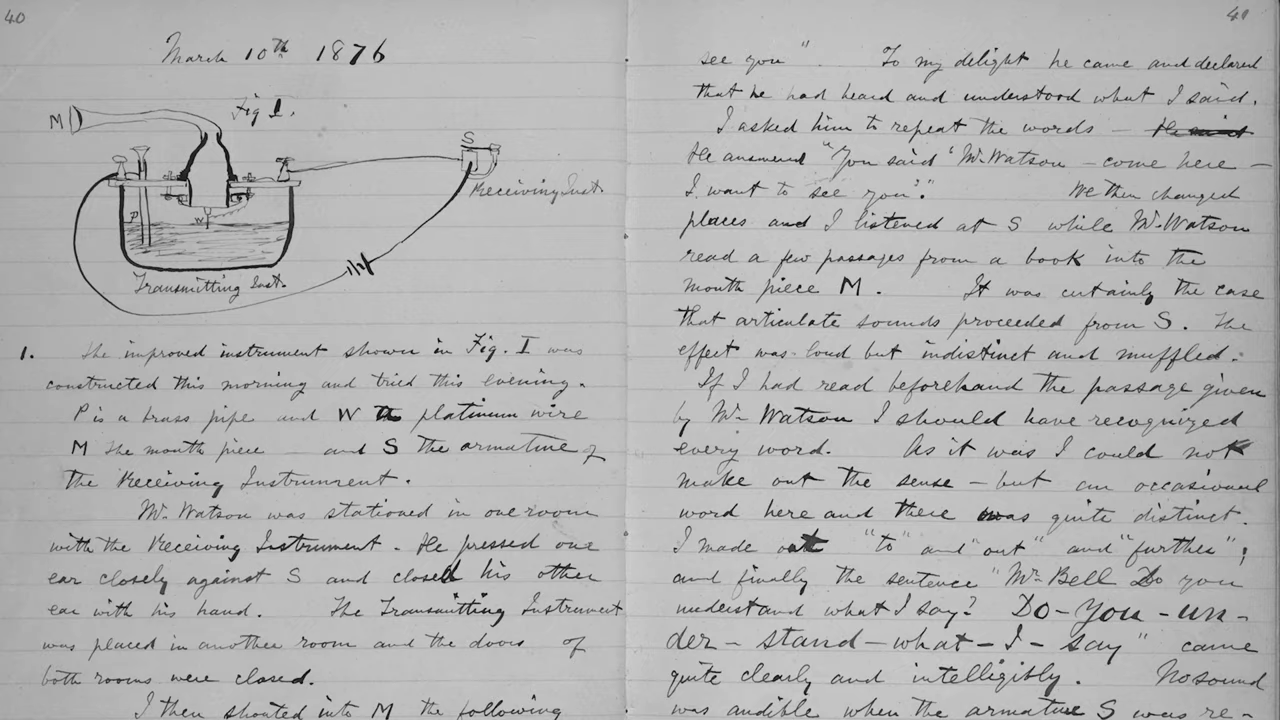 40
March 10th 1876
Fig I.
M
S
Receiving Inst.
P
W
Transmitting Inst.
1. The improved instrument shown in Fig. I was
constructed this morning and tried this evening.
P is a brass pipe and W the platinum wire
M the mouth piece — and S the armature of
the Receiving Instrument.
Mr. Watson was stationed in one room
with the Receiving Instrument. He pressed one
ear closely against S and closed his other
ear with his hand. The Transmitting Instrument
was placed in another room and the doors of
both rooms were closed.
I then shouted into M the following
41
see you". To my delight he came and declared
that he had heard and understood what I said.
I asked him to repeat the words —
He answered "You said 'Mr. Watson — come here —
I want to see you'." We then changed
places and I listened at S while Mr. Watson
read a few passages from a book into the
mouth piece M. It was certainly the case
that articulate sounds proceeded from S. The
effect was loud but indistinct and muffled.
If I had read beforehand the passage given
by Mr. Watson I should have recognized
every word. As it was I could not
make out the sense — but an occasional
word here and there was quite distinct.
I made out "to" and "out" and "further";
and finally the sentence "Mr. Bell Do you
understand what I say? Do - You - un -
der - stand - what - I - say" came
quite clearly and intelligibly. No sound
was audible when the armature S was re-